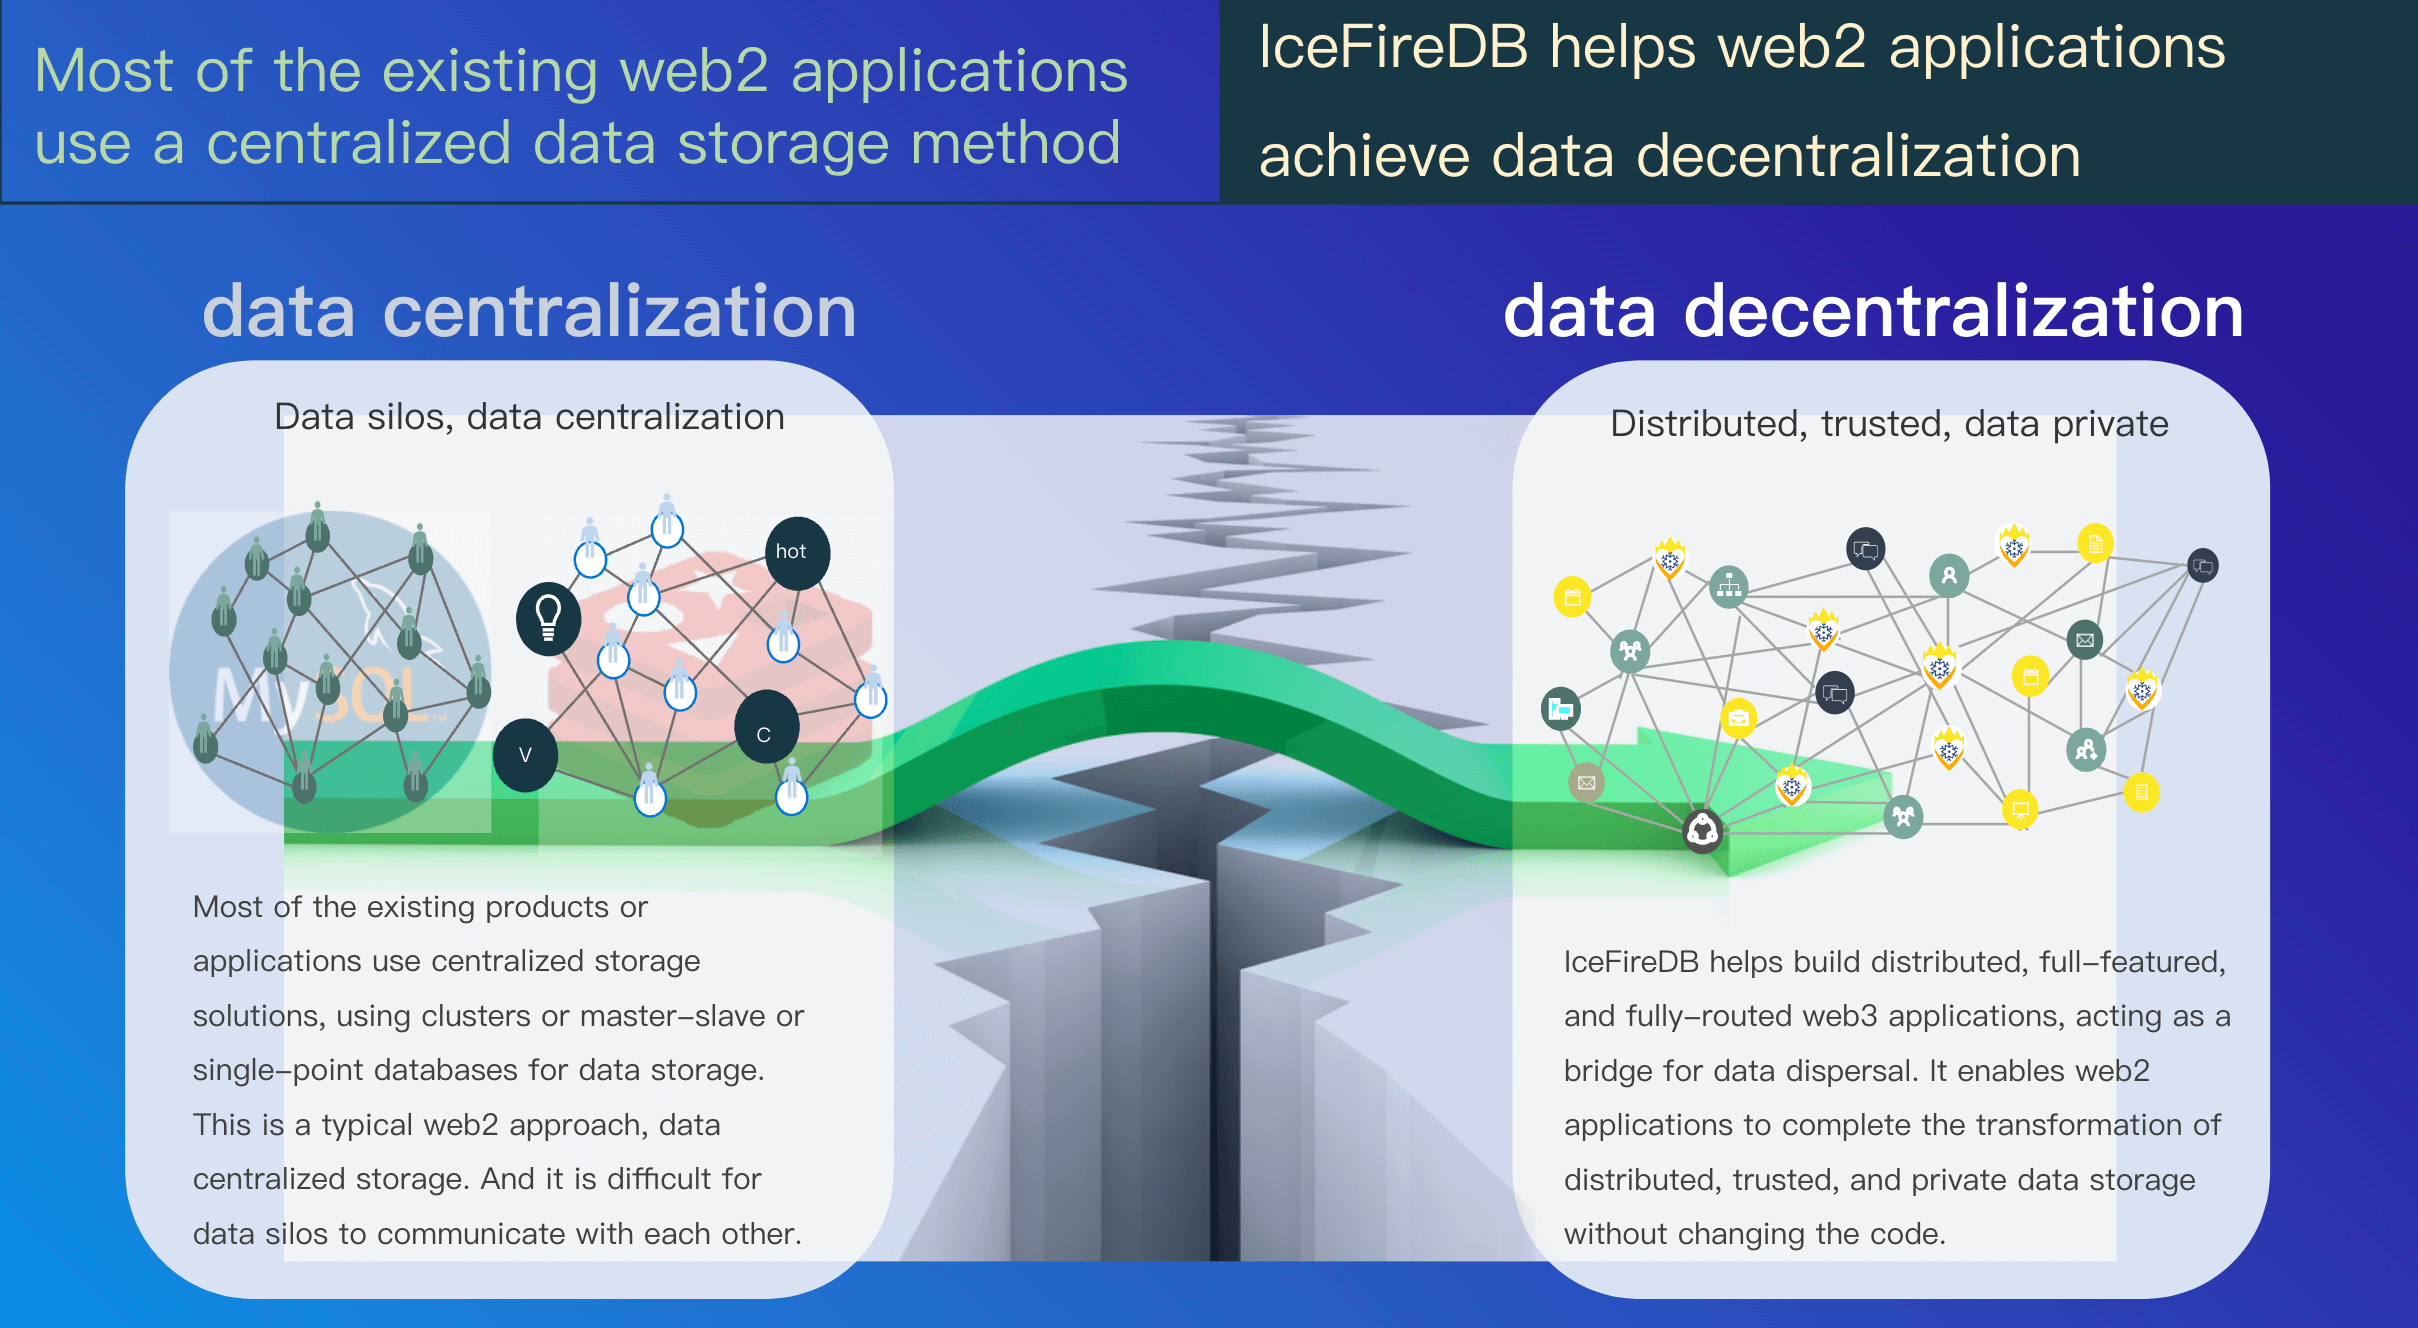 Most of the existing web2 applications
use a centralized data storage method
IceFireDB helps web2 applications
achieve data decentralization
data centralization
data decentralization
Data silos, data centralization
Distributed, trusted, data private
hot
MySQL
TM
V
C
Most of the existing products or
applications use centralized storage
solutions, using clusters or master-slave or
single-point databases for data storage.
This is a typical web2 approach, data
centralized storage. And it is difficult for
data silos to communicate with each other.
IceFireDB helps build distributed, full-featured,
and fully-routed web3 applications, acting as a
bridge for data dispersal. It enables web2
applications to complete the transformation of
distributed, trusted, and private data storage
without changing the code.